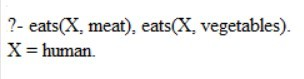 ?- eats(X, meat), eats(X, vegetables).
X = human.